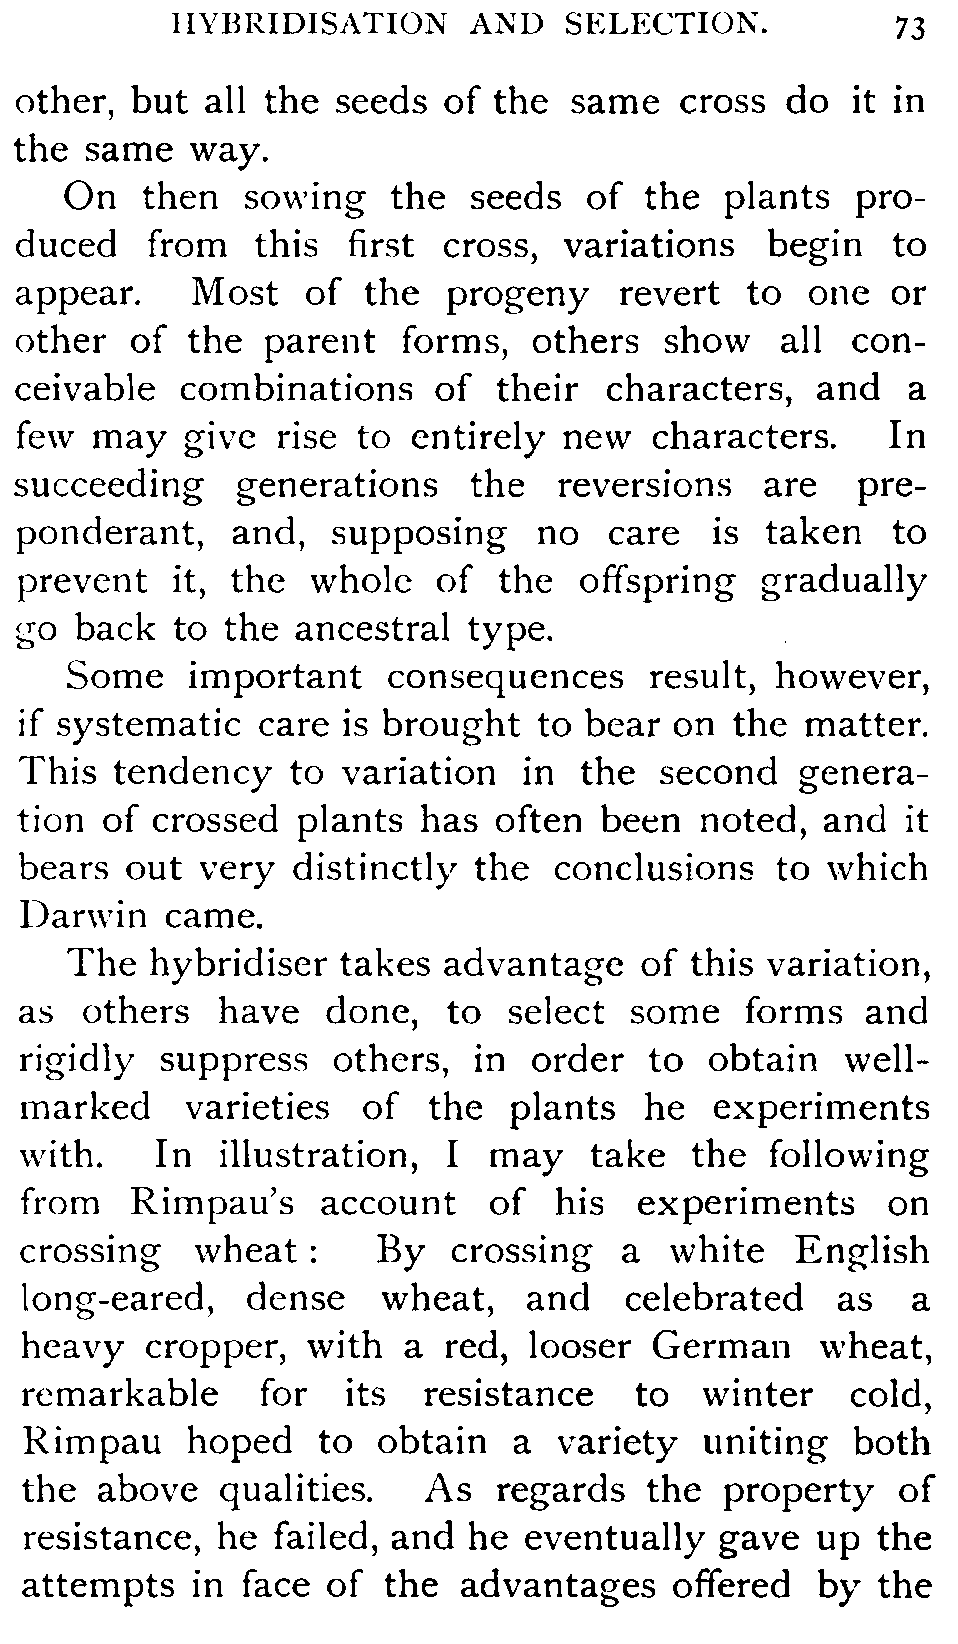 HYBRIDISATION AND SELECTION. 73
other, but all the seeds of the same cross do it in
the same way.
On then sowing the seeds of the plants pro-
duced from this first cross, variations begin to
appear. Most of the progeny revert to one or
other of the parent forms, others show all con-
ceivable combinations of their characters, and a
few may give rise to entirely new characters. In
succeeding generations the reversions are pre-
ponderant, and, supposing no care is taken to
prevent it, the whole of the offspring gradually
go back to the ancestral type.
Some important consequences result, however,
if systematic care is brought to bear on the matter.
This tendency to variation in the second genera-
tion of crossed plants has often been noted, and it
bears out very distinctly the conclusions to which
Darwin came.
The hybridiser takes advantage of this variation,
as others have done, to select some forms and
rigidly suppress others, in order to obtain well-
marked varieties of the plants he experiments
with. In illustration, I may take the following
from Rimpau's account of his experiments on
crossing wheat: By crossing a white English
long-eared, dense wheat, and celebrated as a
heavy cropper, with a red, looser German wheat,
remarkable for its resistance to winter cold,
Rimpau hoped to obtain a variety uniting both
the above qualities. As regards the property of
resistance, he failed, and he eventually gave up the
attempts in face of the advantages offered by the